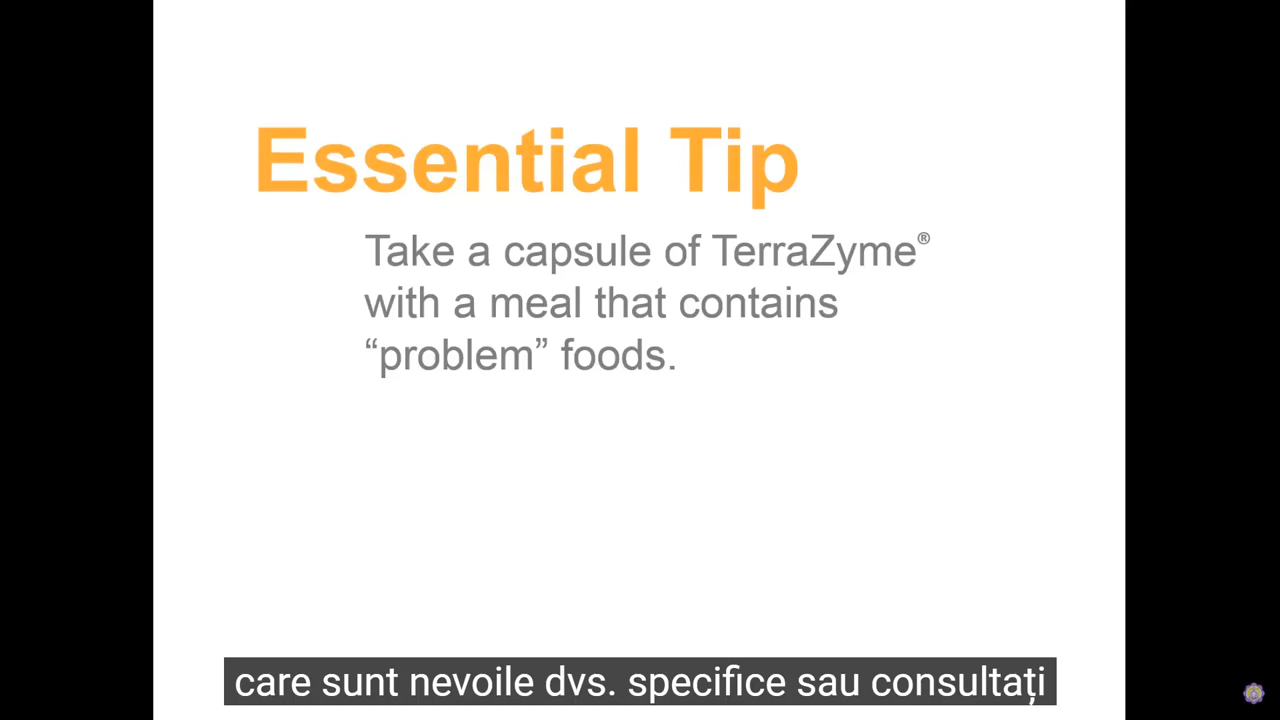 Essential Tip
Take a capsule of TerraZyme®
with a meal that contains
“problem” foods.
care sunt nevoile dvs. specifice sau consultați